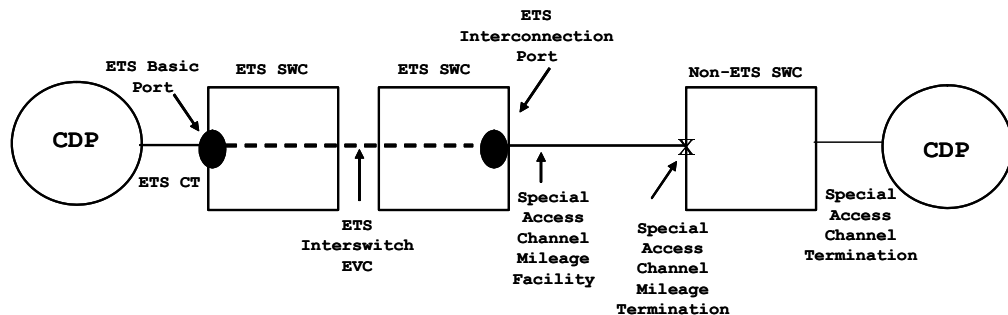 ETS
Interconnection
Port
ETS Basic
Port
ETS SWC
ETS SWC
Non-ETS SWC
CDP
CDP
ETS CT
ETS
Interswitch
EVC
Special
Access
Channel
Mileage
Facility
Special
Access
Channel
Mileage
Termination
Special
Access
Channel
Termination